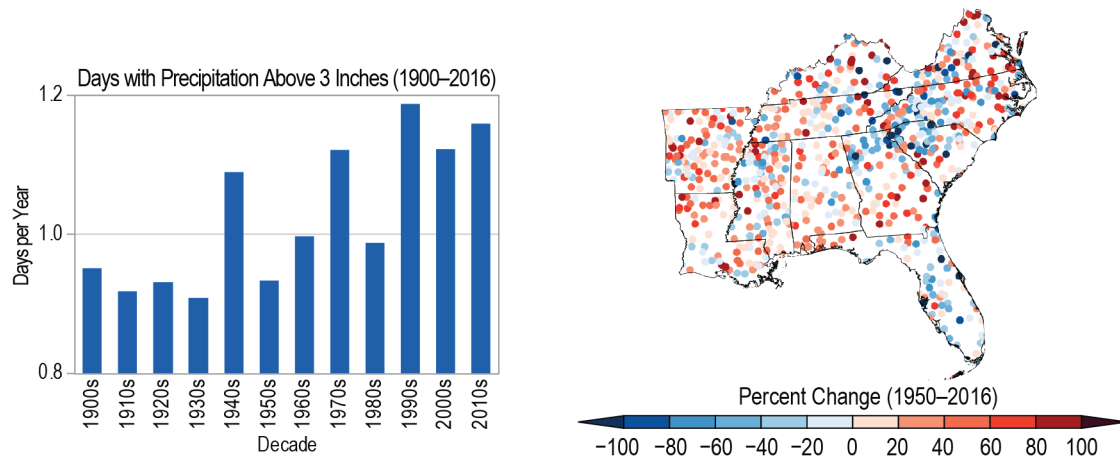 Days with Precipitation Above 3 Inches (1900–2016)
1.2
1.0
0.8
Days per Year
1900s
1910s
1920s
1930s
1940s
1950s
1960s
1970s
1980s
1990s
2000s
2010s
Decade
Percent Change (1950–2016)
−100 −80 −60 −40 −20 0 20 40 60 80 100